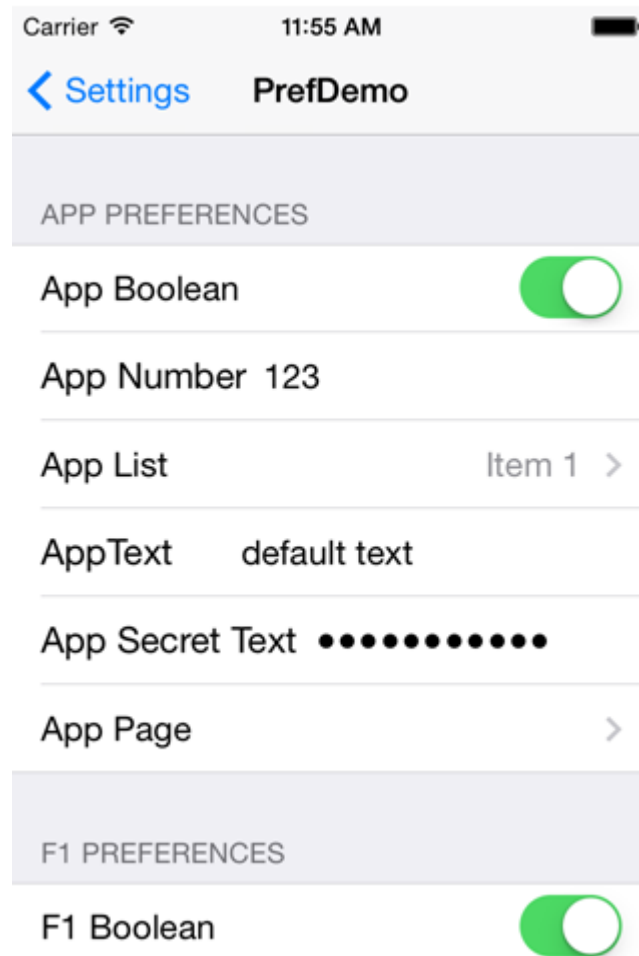 Carrier 11:55 AM
Settings PrefDemo
APP PREFERENCES
App Boolean
App Number 123
App List Item 1
AppText default text
App Secret Text •••••••••••
App Page
F1 PREFERENCES
F1 Boolean